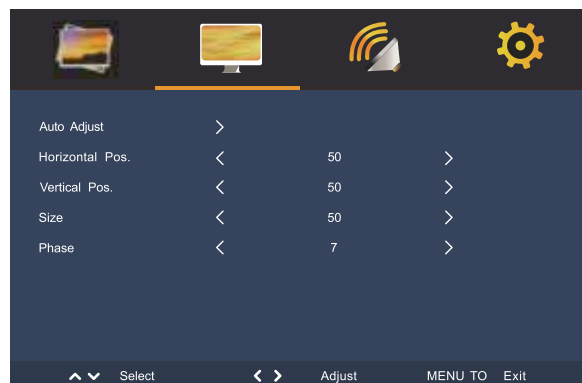 Auto Adjust
Horizontal Pos. 50
Vertical Pos. 50
Size 50
Phase 7
Select Adjust MENU TO Exit